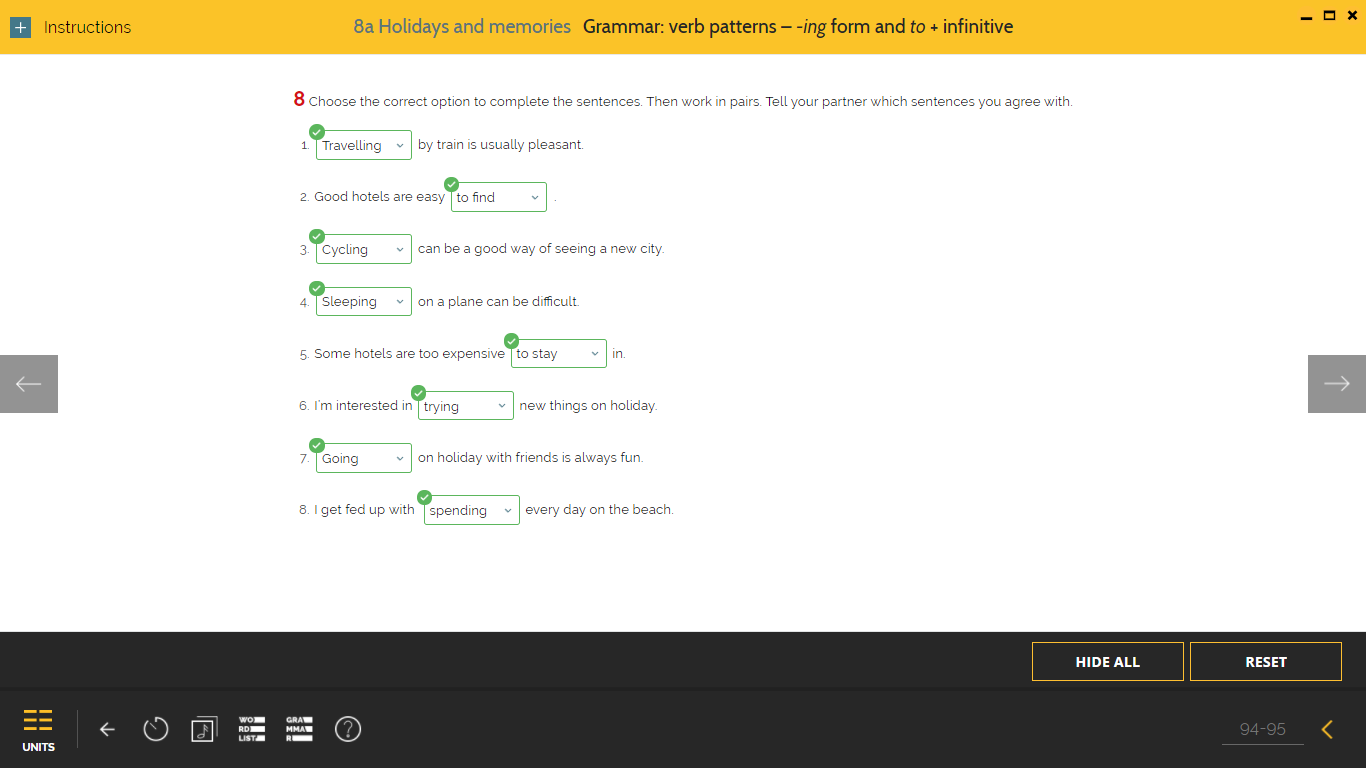 + Instructions
8a Holidays and memories Grammar: verb patterns – -ing form and to + infinitive
8 Choose the correct option to complete the sentences. Then work in pairs. Tell your partner which sentences you agree with.
1. Travelling by train is usually pleasant.
2. Good hotels are easy to find .
3. Cycling can be a good way of seeing a new city.
4. Sleeping on a plane can be difficult.
5. Some hotels are too expensive to stay in.
6. I'm interested in trying new things on holiday.
7. Going on holiday with friends is always fun.
8. I get fed up with spending every day on the beach.
HIDE ALL RESET
UNITS
WO
RD
LIST
GRA
MMA
R
?
94-95